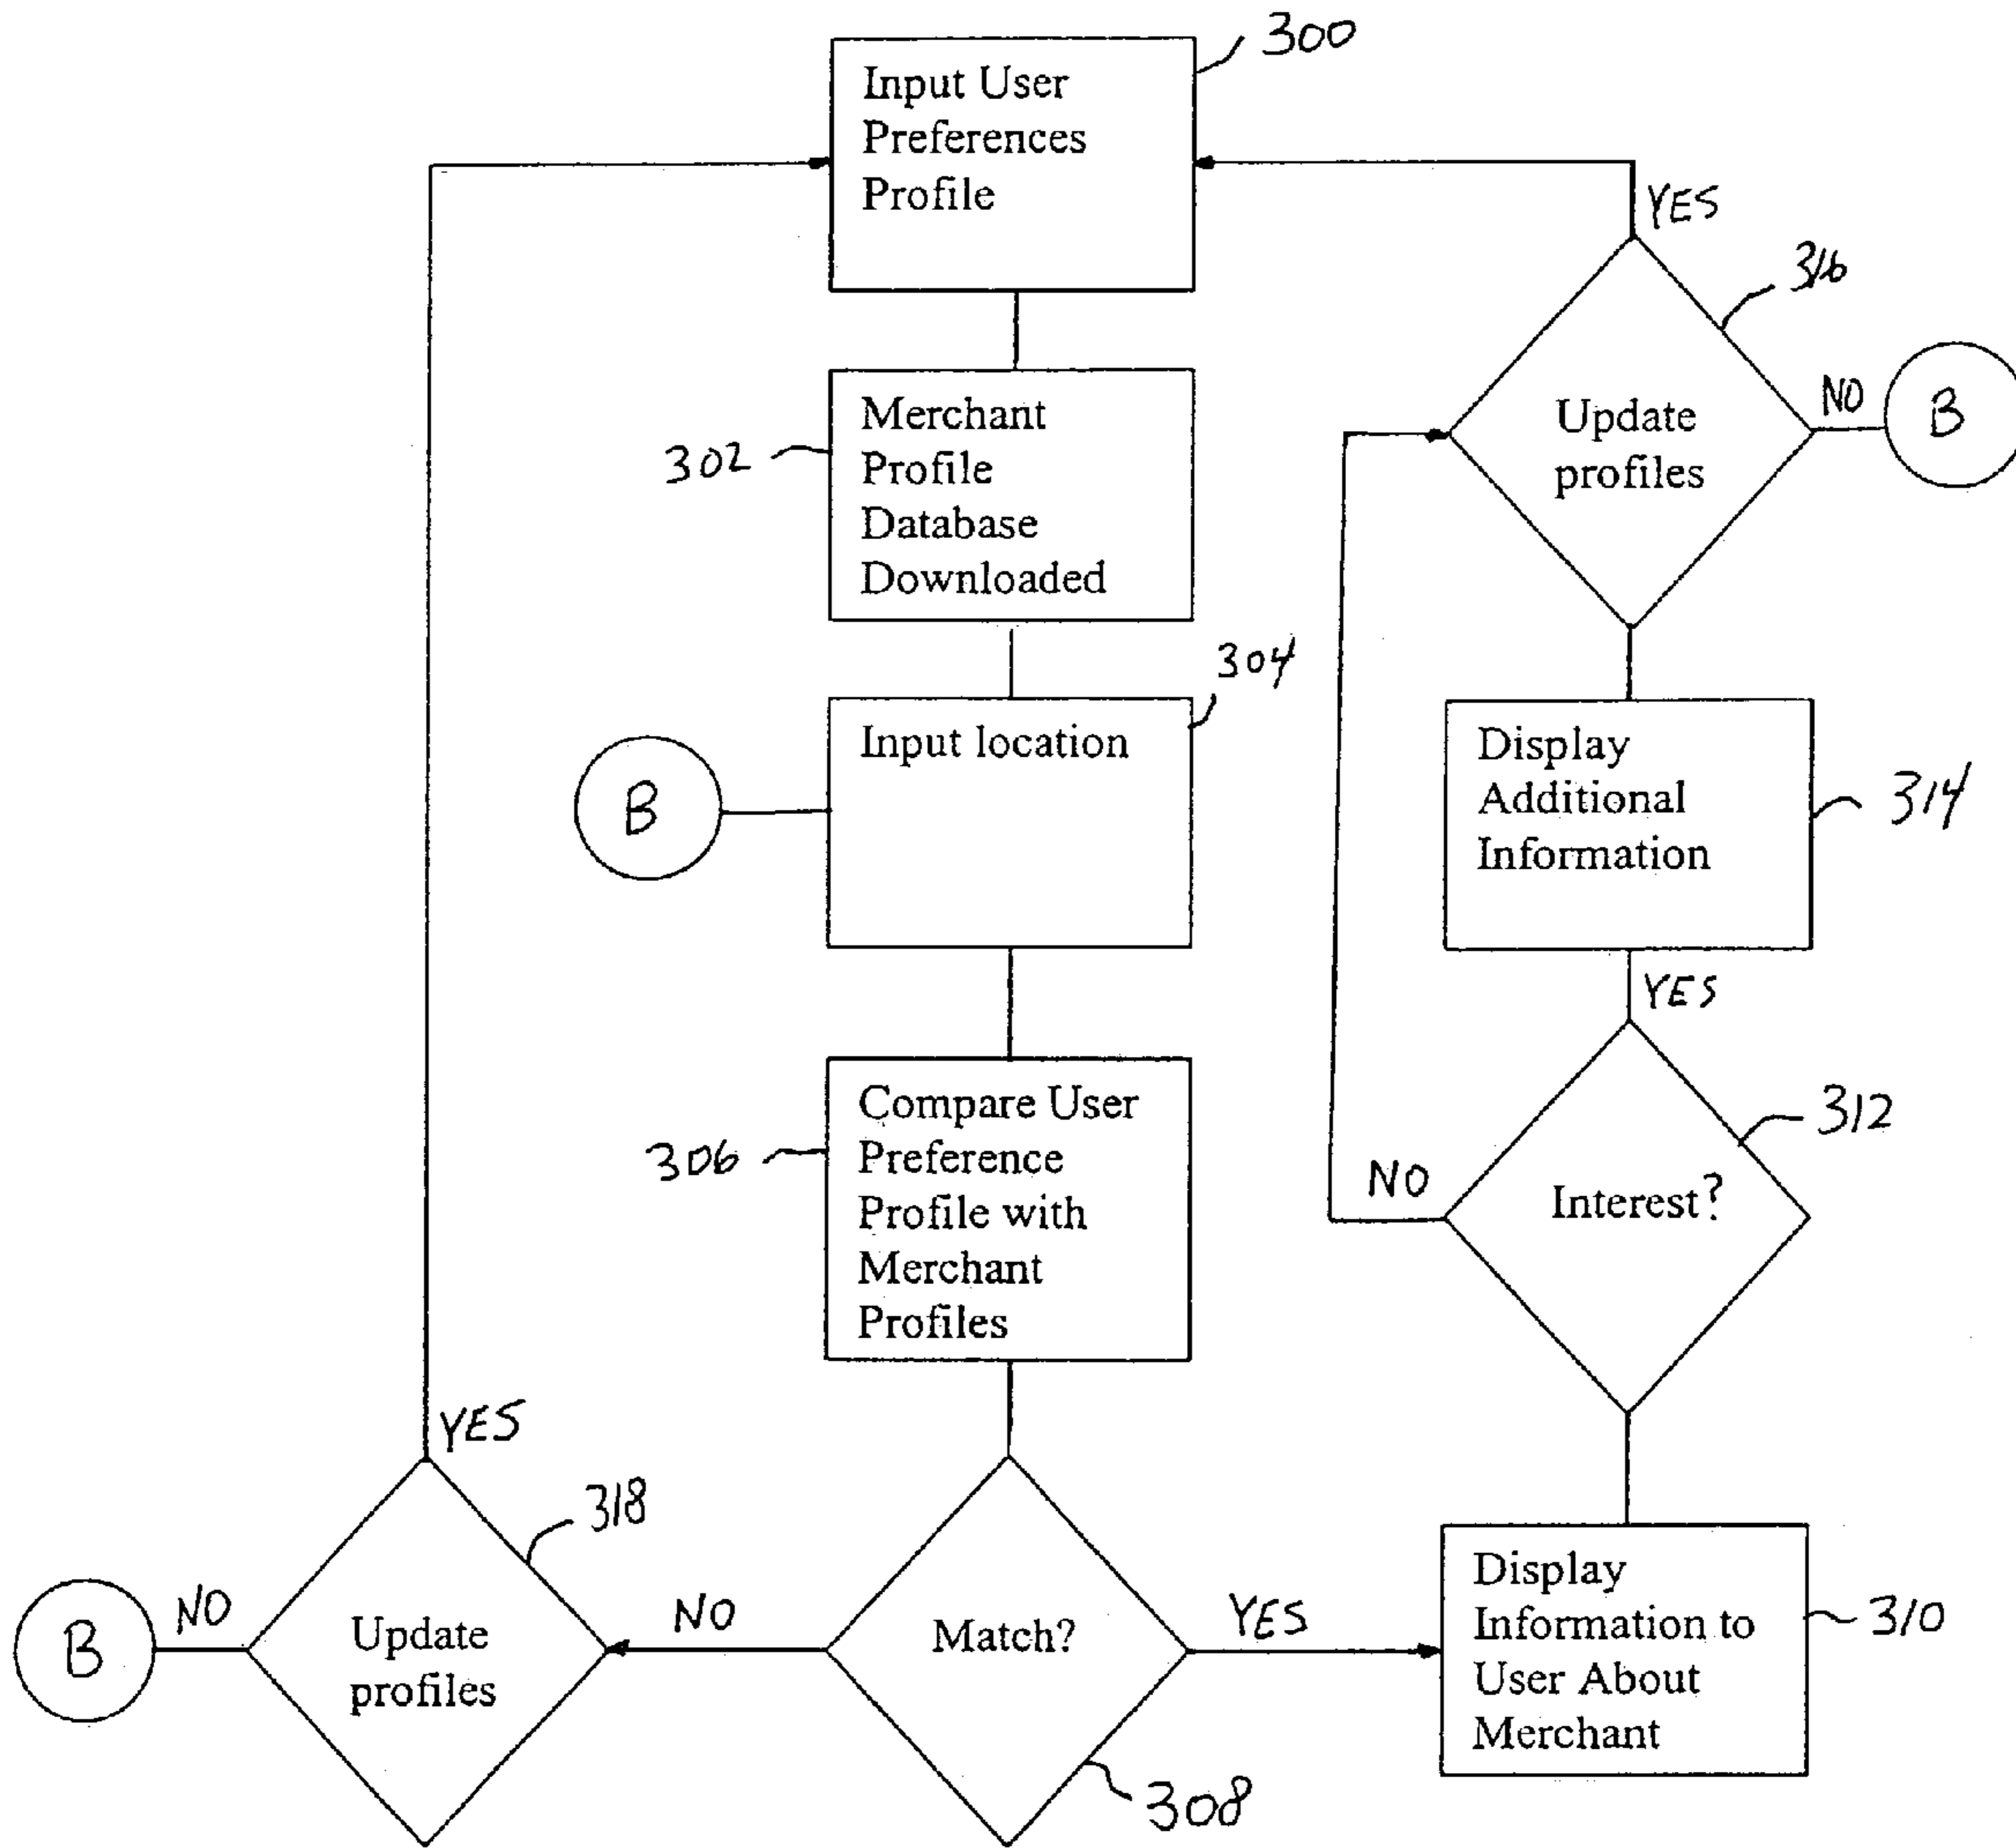 300
Input User
Preferences
Profile
YES
316
Merchant
Profile
Database
Downloaded
302
Update
profiles
NO
B
304
Input location
B
Display
Additional
Information
314
YES
Compare User
Preference
Profile with
Merchant
Profiles
306
312
Interest?
NO
YES
318
Update
profiles
NO
B
NO
Match?
YES
308
Display
Information to
User About
Merchant
310